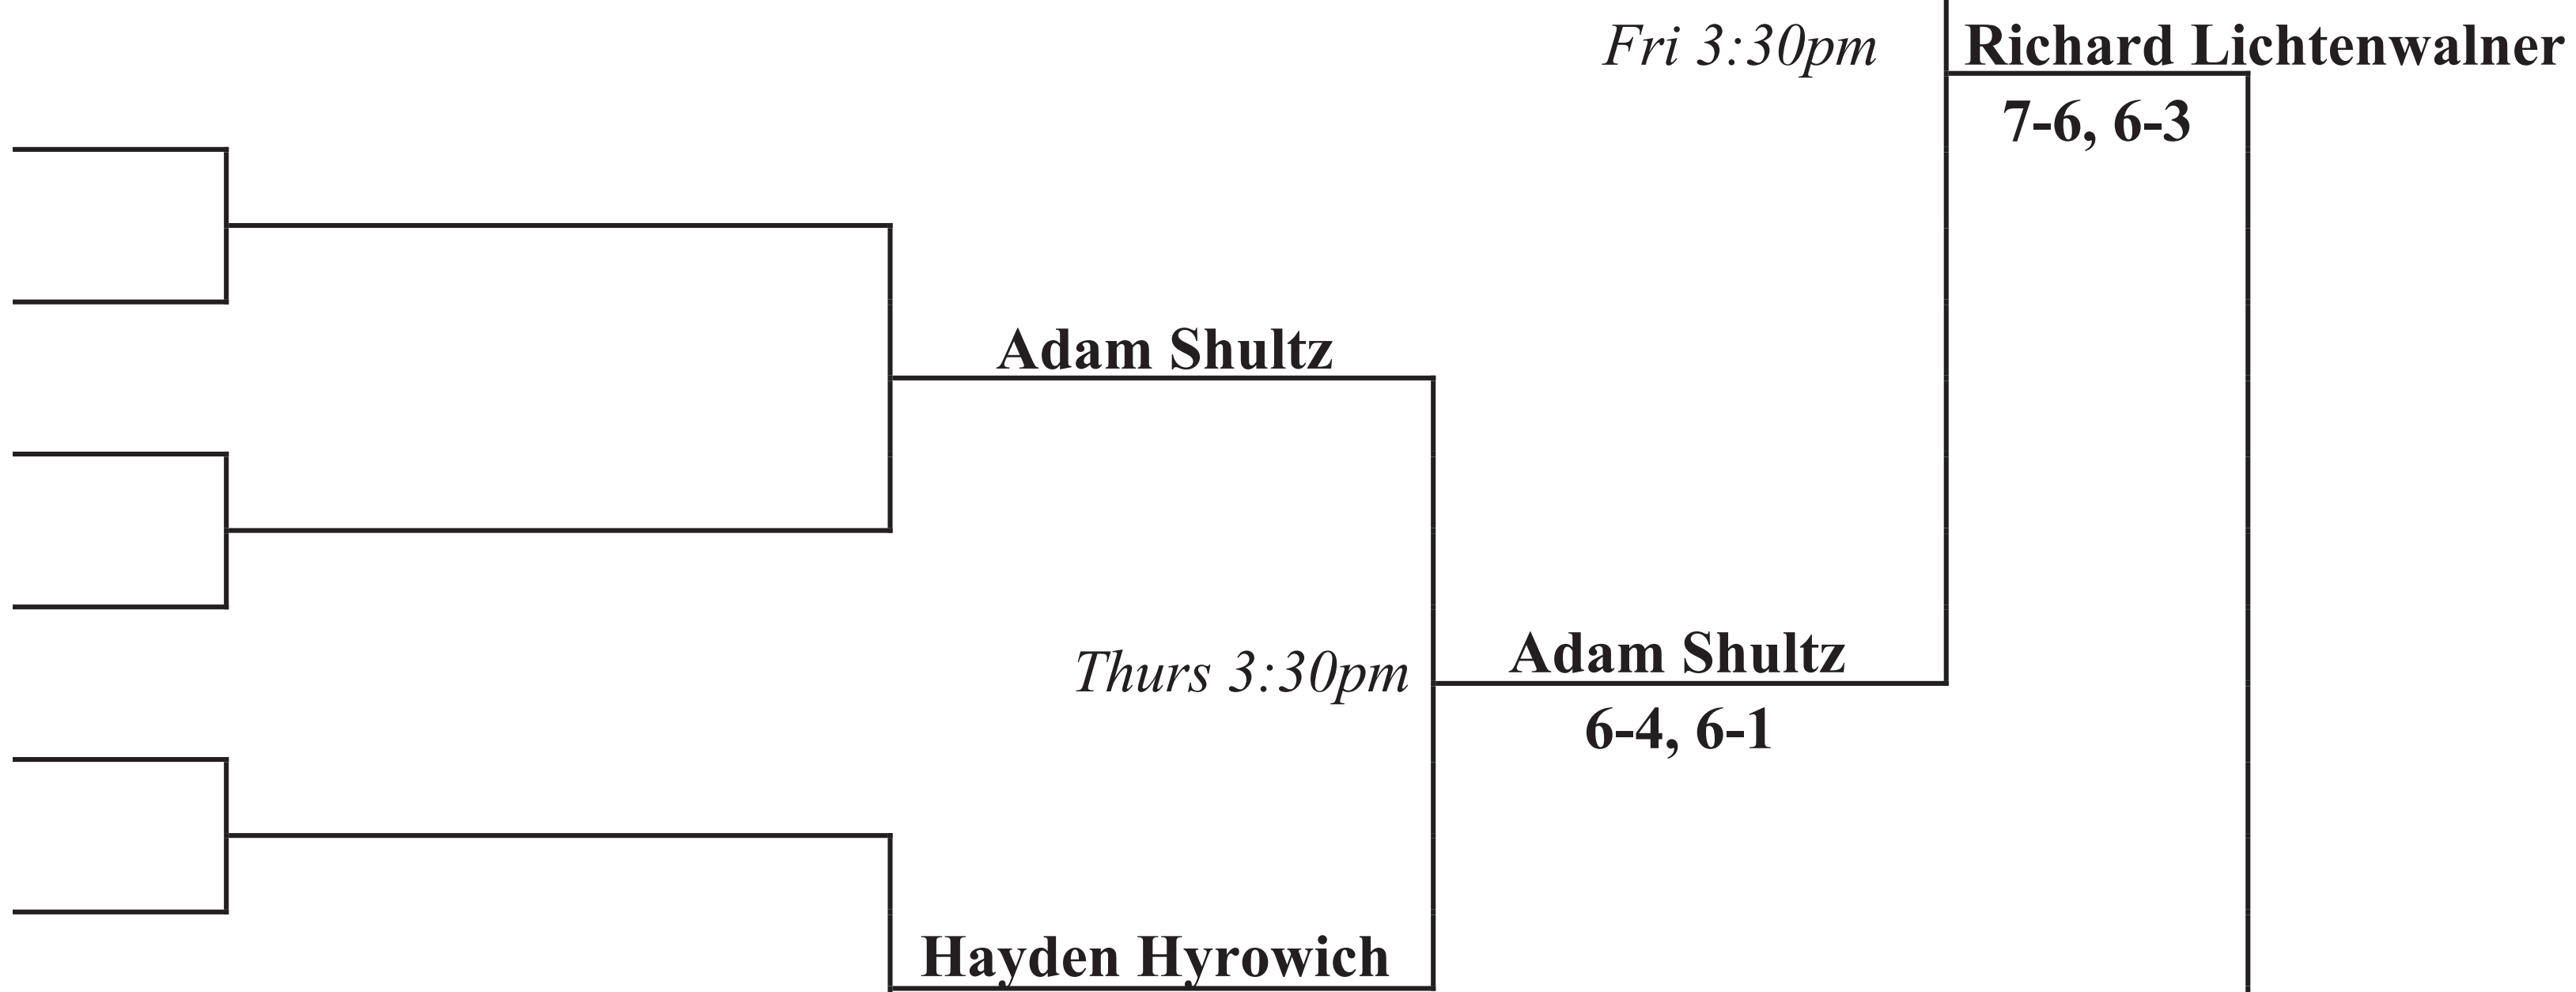 Fri 3:30pm
Richard Lichtenwalner
7-6, 6-3
Adam Shultz
Thurs 3:30pm
Adam Shultz
6-4, 6-1
Hayden Hyrowich